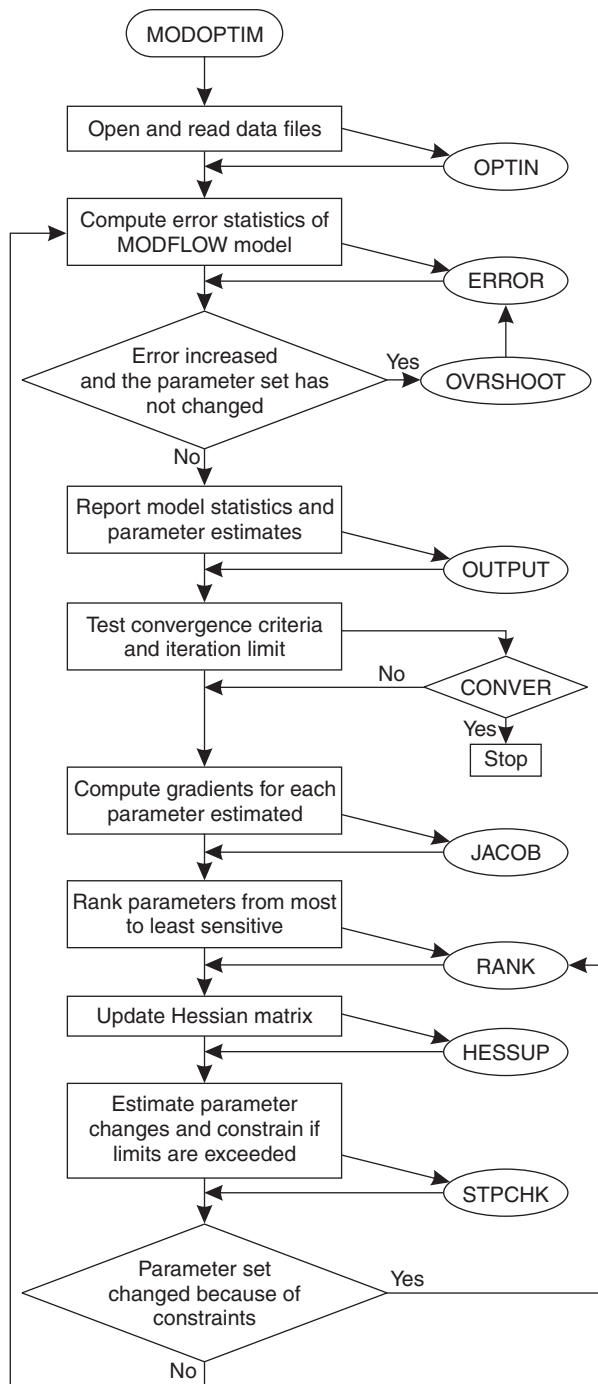 MODOPTIM
Open and read data files
OPTIN
Compute error statistics of
MODFLOW model
ERROR
Error increased
and the parameter set has
not changed
Yes
OVRSHOOT
No
Report model statistics and
parameter estimates
OUTPUT
Test convergence criteria
and iteration limit
No
CONVER
Yes
Stop
Compute gradients for each
parameter estimated
JACOB
Rank parameters from most
to least sensitive
RANK
Update Hessian matrix
HESSUP
Estimate parameter
changes and constrain if
limits are exceeded
STPCHK
Parameter set
changed because of
constraints
Yes
No